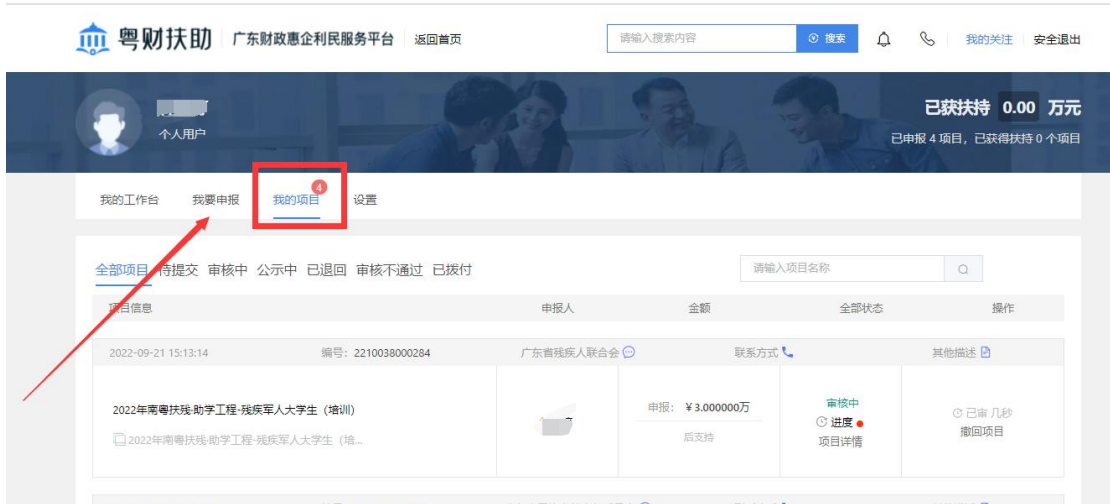 粤财扶助 广东财政惠企利民服务平台 返回首页 请输入搜索内容 搜索 我的关注 安全退出
已获扶持 0.00 万元
个人用户
已申报 4 项目，已获得扶持 0 个项目
我的工作台 我要申报 我的项目 4 设置
全部项目 待提交 审核中 公示中 已退回 审核不通过 已拨付 请输入项目名称
项目信息 申报人 金额 全部状态 操作
2022-09-21 15:13:14 编号：2210038000284 广东省残疾人联合会 联系方式 其他描述
2022年南粤扶残·助学工程-残疾军人大学生（培训） 申报：￥3.000000万 审核中 已审 几秒
2022年南粤扶残·助学工程-残疾军人大学生（培... 后支持 进度 撤回项目
项目详情